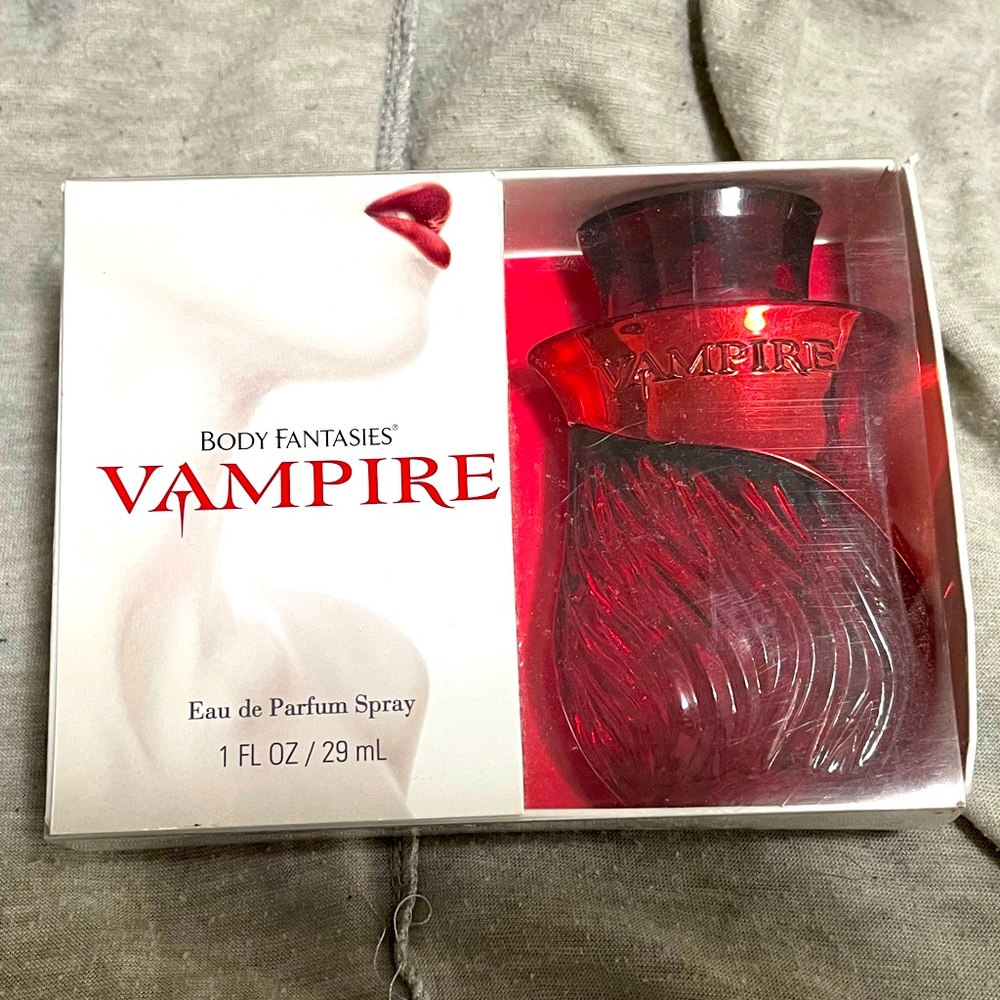 BODY FANTASIES®
VAMPIRE
Eau de Parfum Spray
1 FL OZ / 29 mL
VAMPIRE